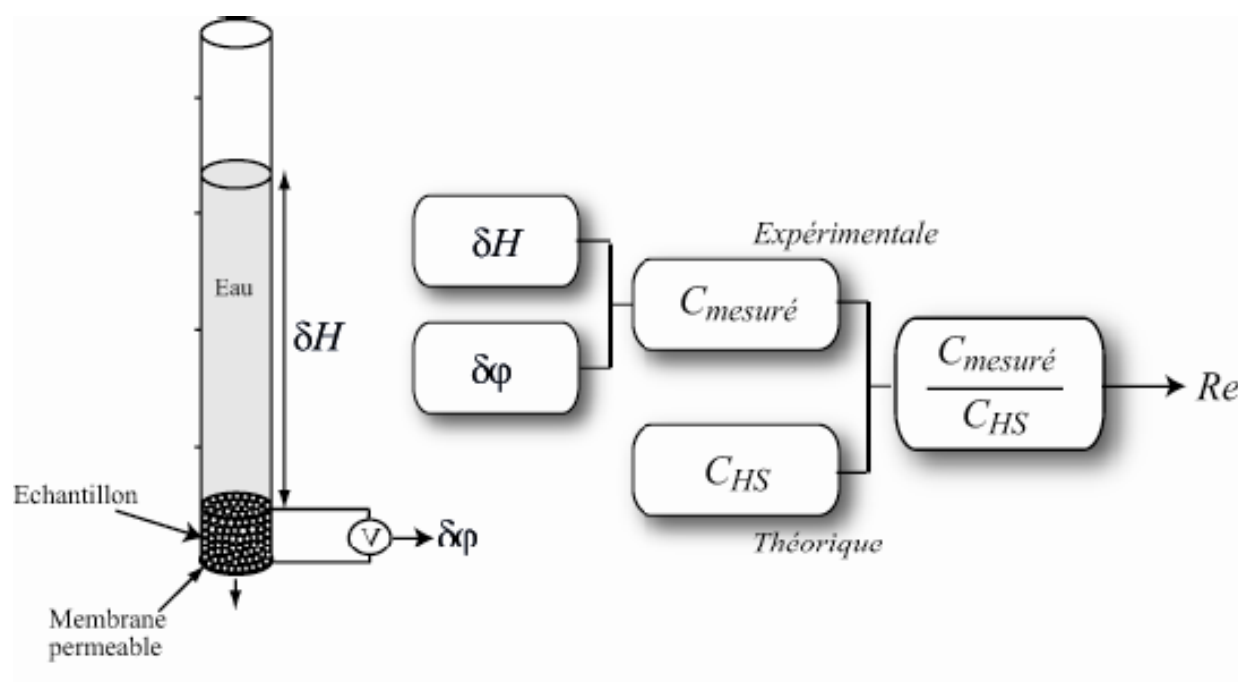 Eau
δH
Echantillon
V
δφ
Membrane
permeable
δH
δφ
Expérimentale
C_mesuré
C_HS
Théorique
C_mesuré
C_HS
Re